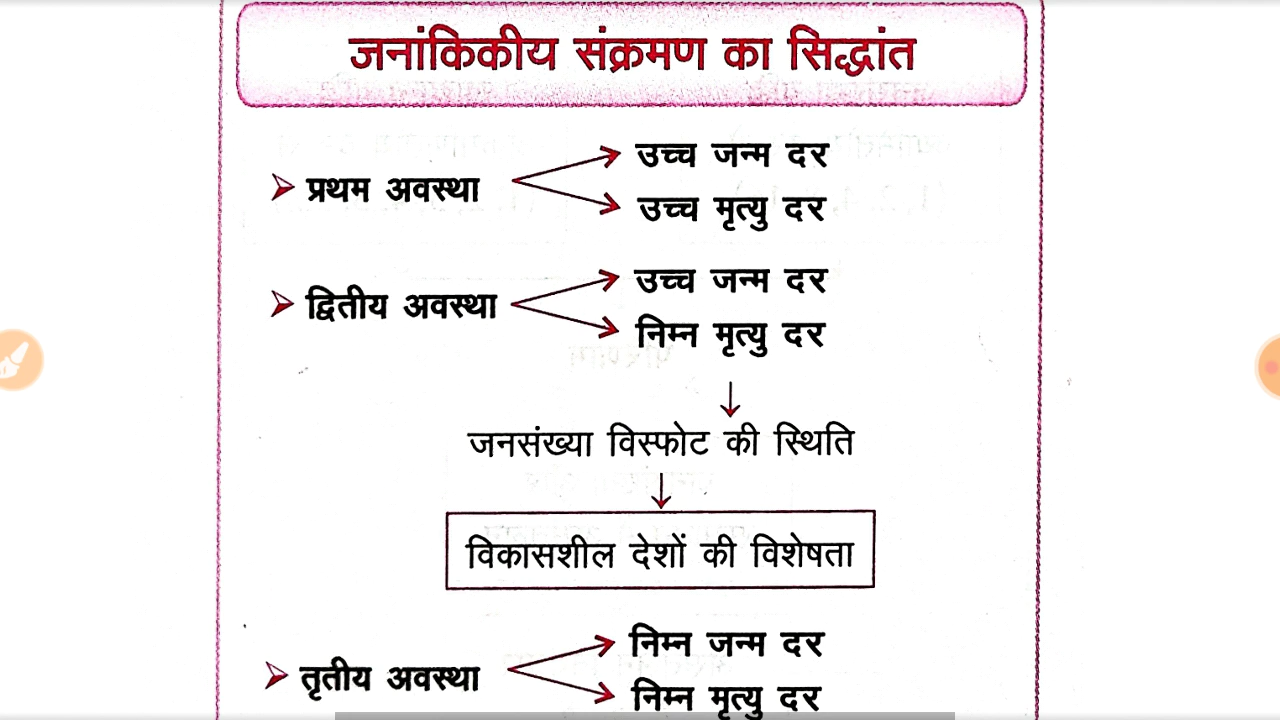 जनांकिकीय संक्रमण का सिद्धांत
उच्च जन्म दर
प्रथम अवस्था
उच्च मृत्यु दर
उच्च जन्म दर
द्वितीय अवस्था
निम्न मृत्यु दर
जनसंख्या विस्फोट की स्थिति
विकासशील देशों की विशेषता
निम्न जन्म दर
तृतीय अवस्था
निम्न मृत्यु दर